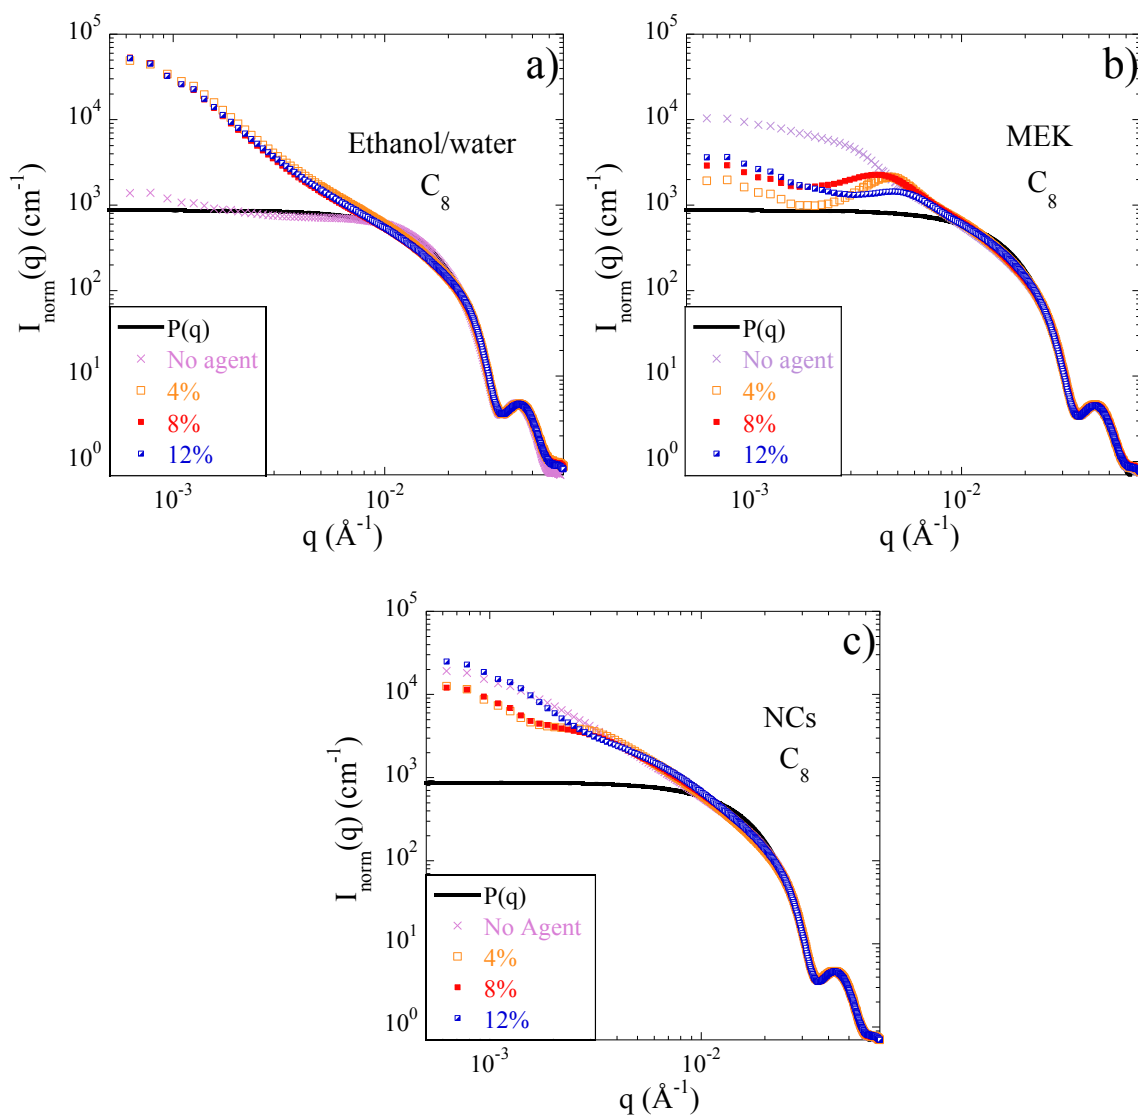 a)
10^5
10^4
10^3
10^2
10^1
10^0
I_norm(q) (cm^-1)
Ethanol/water
C_8
P(q)
No agent
4%
8%
12%
10^-3
10^-2
q (Å^-1)
b)
10^5
10^4
10^3
10^2
10^1
10^0
I_norm(q) (cm^-1)
MEK
C_8
P(q)
No agent
4%
8%
12%
10^-3
10^-2
q (Å^-1)
c)
10^5
10^4
10^3
10^2
10^1
10^0
I_norm(q) (cm^-1)
NCs
C_8
P(q)
No Agent
4%
8%
12%
10^-3
10^-2
q (Å^-1)